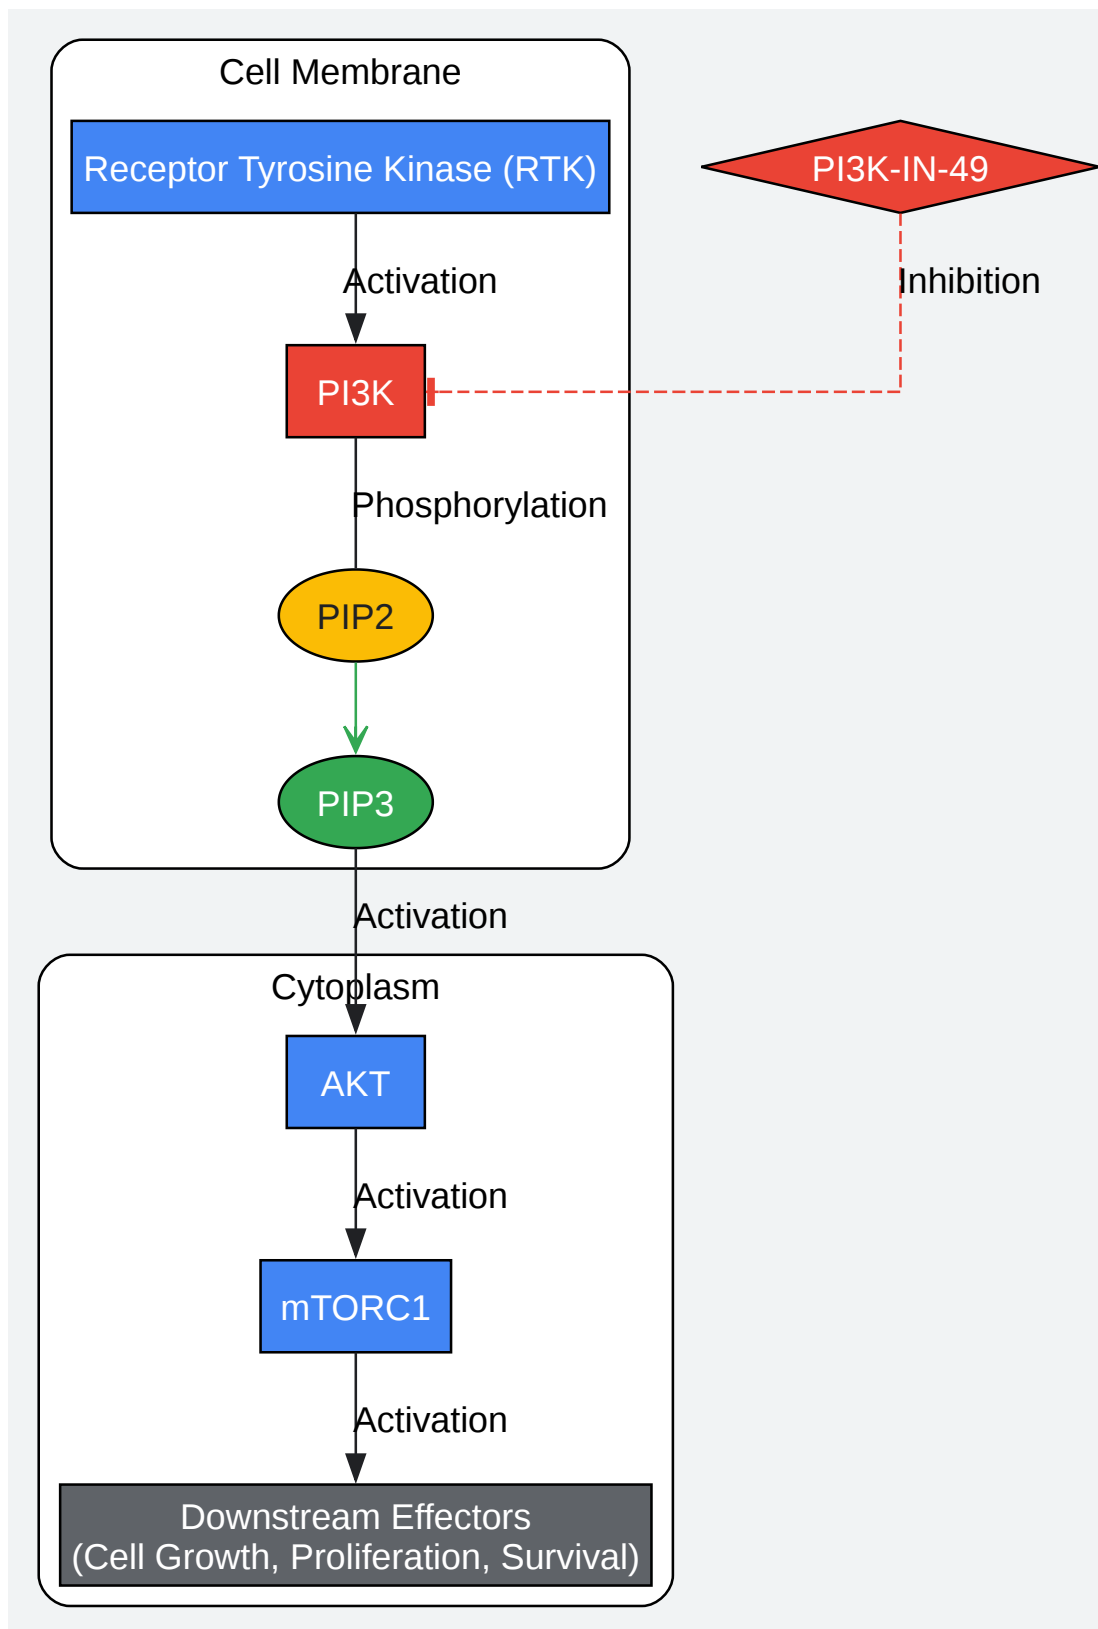 Cell Membrane
Receptor Tyrosine Kinase (RTK)
PI3K-IN-49
Activation
Inhibition
PI3K
Phosphorylation
PIP2
PIP3
Activation
Cytoplasm
AKT
Activation
mTORC1
Activation
Downstream Effectors
(Cell Growth, Proliferation, Survival)